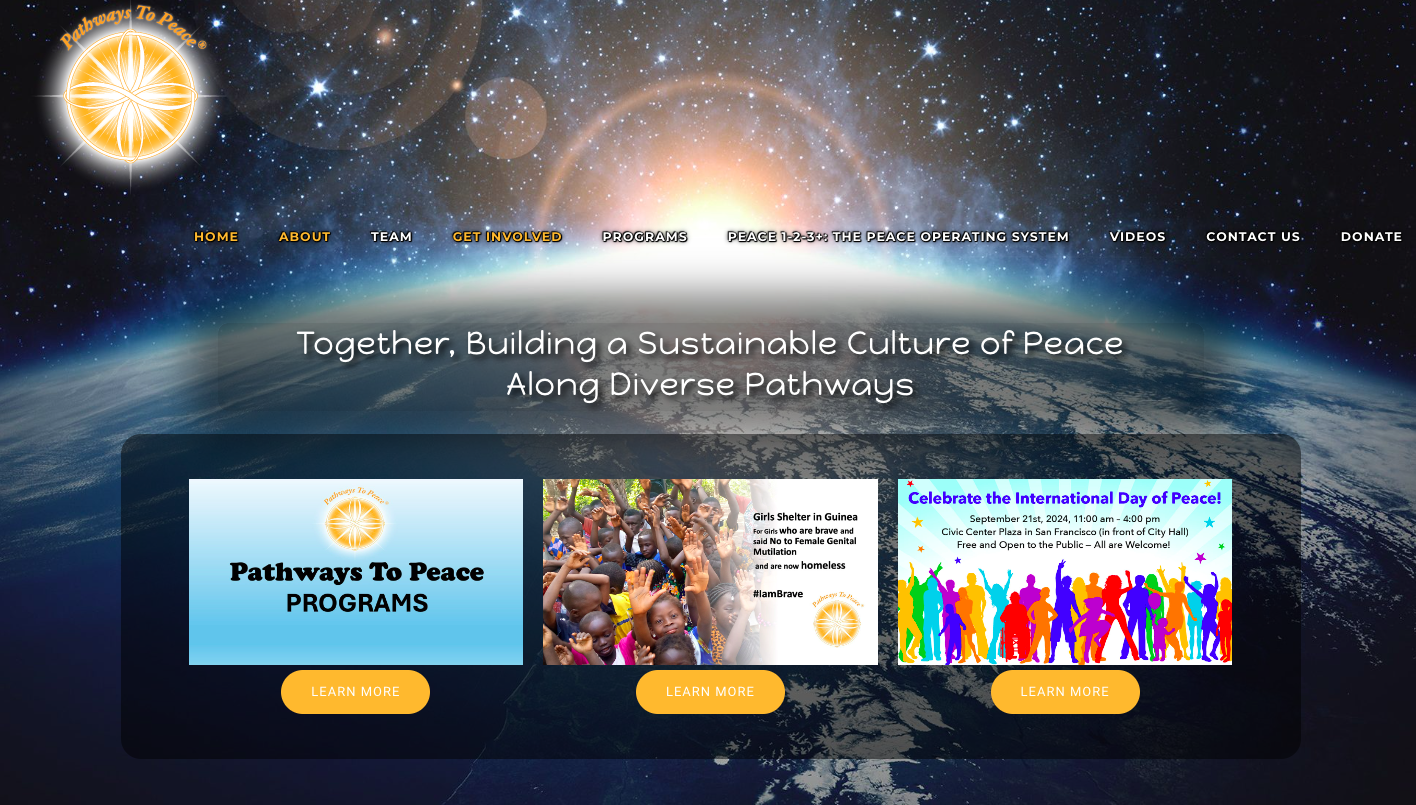 Pathways To Peace®
HOME
ABOUT
TEAM
GET INVOLVED
PROGRAMS
PEACE 1-2-3+: THE PEACE OPERATING SYSTEM
VIDEOS
CONTACT US
DONATE
Together, Building a Sustainable Culture of Peace
Along Diverse Pathways
Pathways To Peace®
Pathways To Peace
PROGRAMS
LEARN MORE
Girls Shelter in Guinea
For Girls who are brave and
said No to Female Genital
Mutilation
and are now homeless
#IamBrave
Pathways To Peace®
LEARN MORE
Celebrate the International Day of Peace!
September 21st, 2024, 11:00 am - 4:00 pm
Civic Center Plaza in San Francisco (in front of City Hall)
Free and Open to the Public – All are Welcome!
LEARN MORE